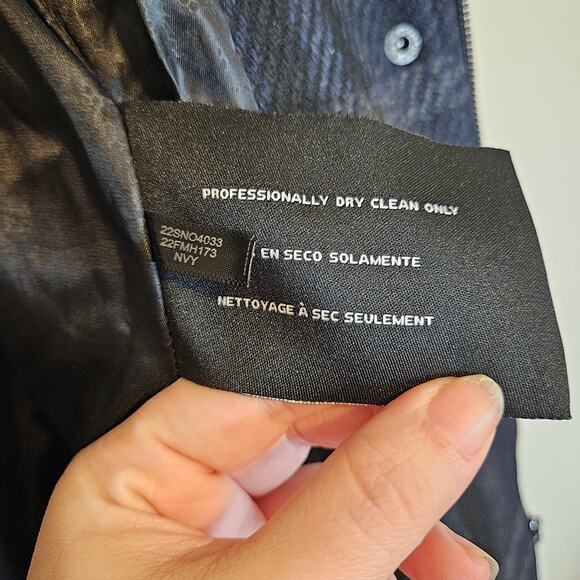 PROFESSIONALLY DRY CLEAN ONLY
22SNO4033
22FMH173
NVY
EN SECO SOLAMENTE
NETTOYAGE À SEC SEULEMENT